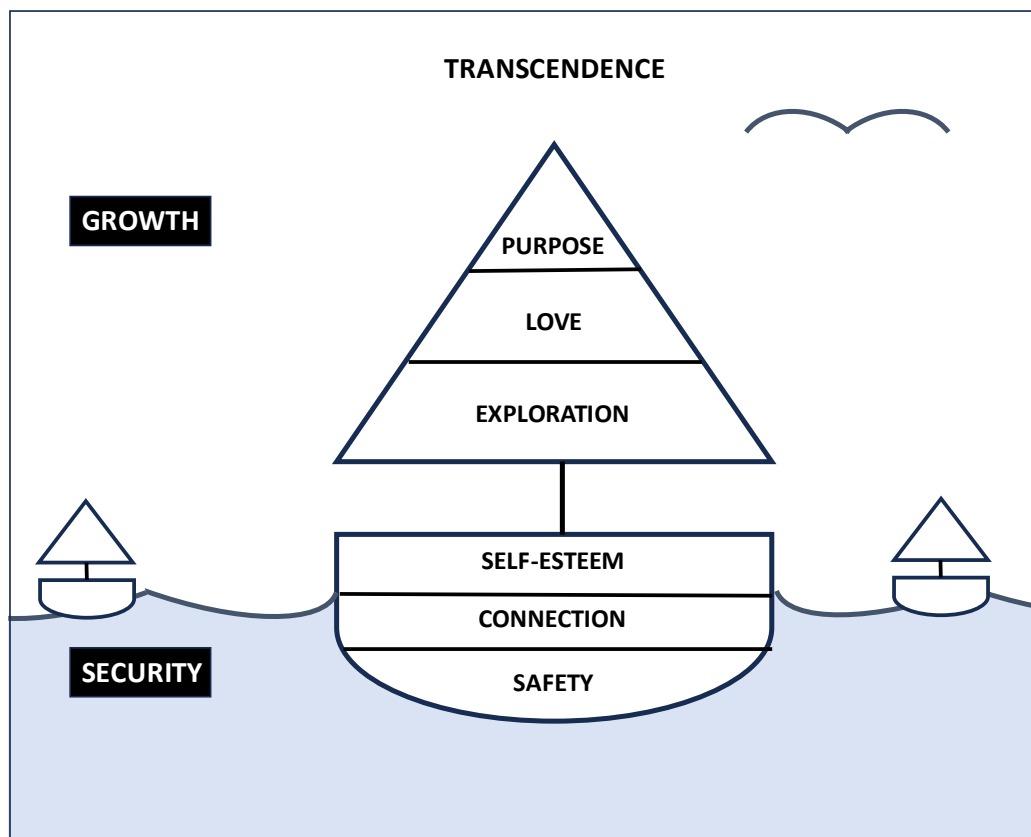 TRANSCENDENCE
GROWTH
PURPOSE
LOVE
EXPLORATION
SELF-ESTEEM
CONNECTION
SECURITY
SAFETY